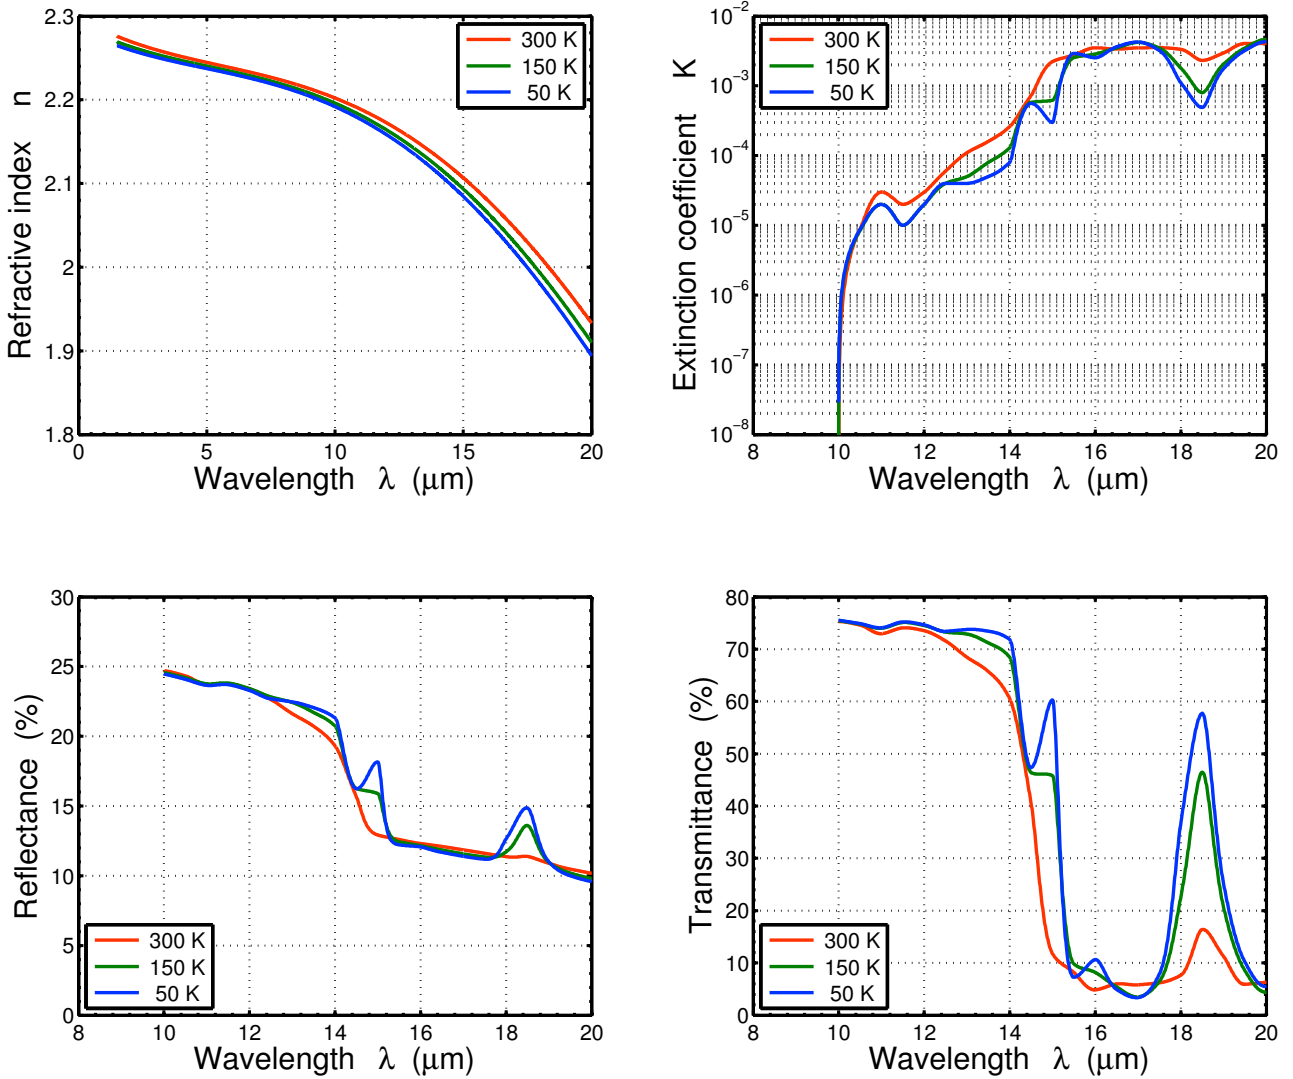 2.3
2.2
2.1
2
1.9
1.8
0
5
10
15
20
Refractive index n
Wavelength λ (μm)
300 K
150 K
50 K
10⁻²
10⁻³
10⁻⁴
10⁻⁵
10⁻⁶
10⁻⁷
10⁻⁸
8
10
12
14
16
18
20
Extinction coefficient K
Wavelength λ (μm)
300 K
150 K
50 K
30
25
20
15
10
5
0
8
10
12
14
16
18
20
Reflectance (%)
Wavelength λ (μm)
300 K
150 K
50 K
80
70
60
50
40
30
20
10
0
8
10
12
14
16
18
20
Transmittance (%)
Wavelength λ (μm)
300 K
150 K
50 K